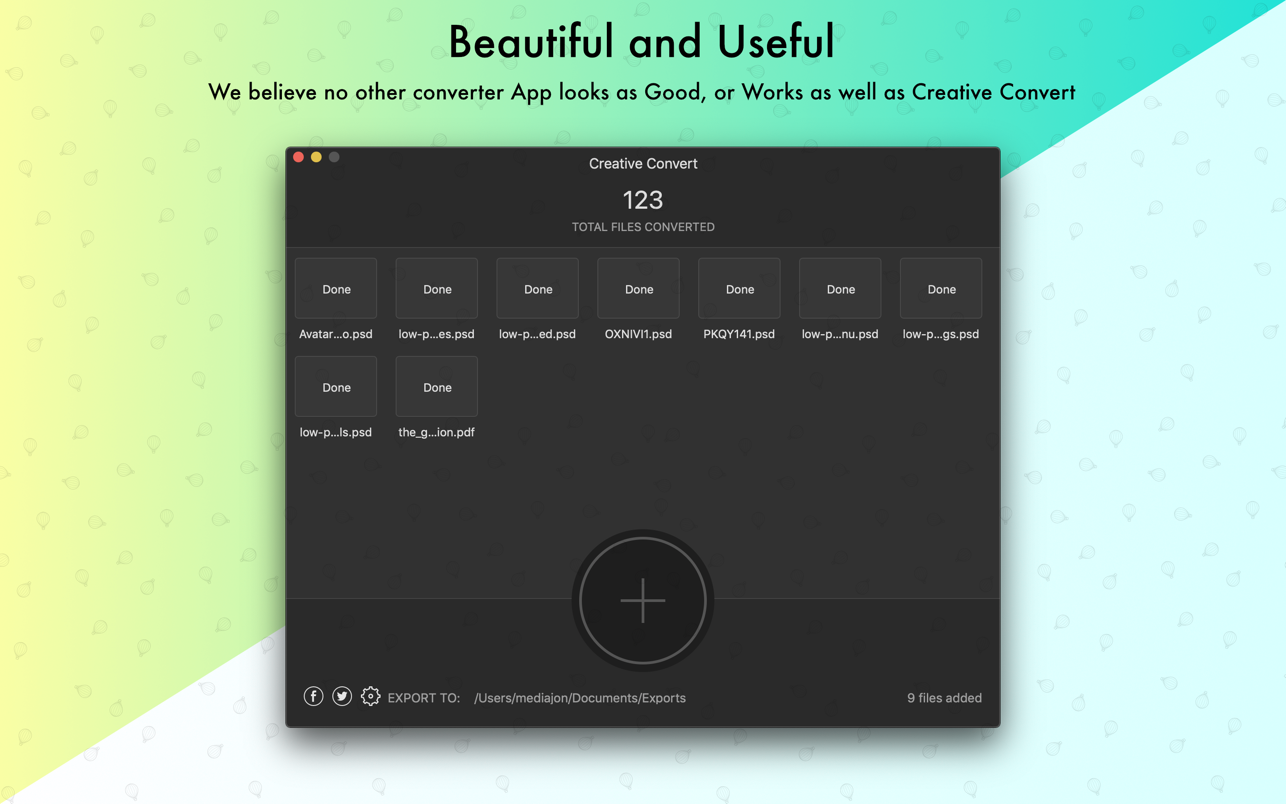 Beautiful and Useful
We believe no other converter App looks as Good, or Works as well as Creative Convert
Creative Convert
123
TOTAL FILES CONVERTED
Done Done Done Done Done Done Done
Avatar...o.psd low-p...es.psd low-p...ed.psd OXNIVI1.psd PKQY141.psd low-p...nu.psd low-p...gs.psd
Done Done
low-p...ls.psd the_g...ion.pdf
EXPORT TO: /Users/mediajon/Documents/Exports 9 files added